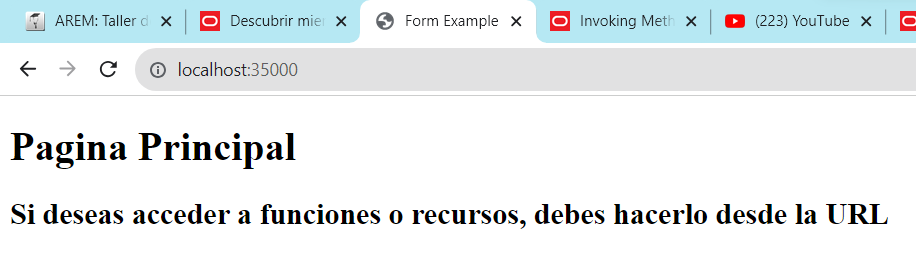 AREM: Taller d
Descubrir mier
Form Example
Invoking Meth
(223) YouTube
localhost:35000
Pagina Principal
Si deseas acceder a funciones o recursos, debes hacerlo desde la URL